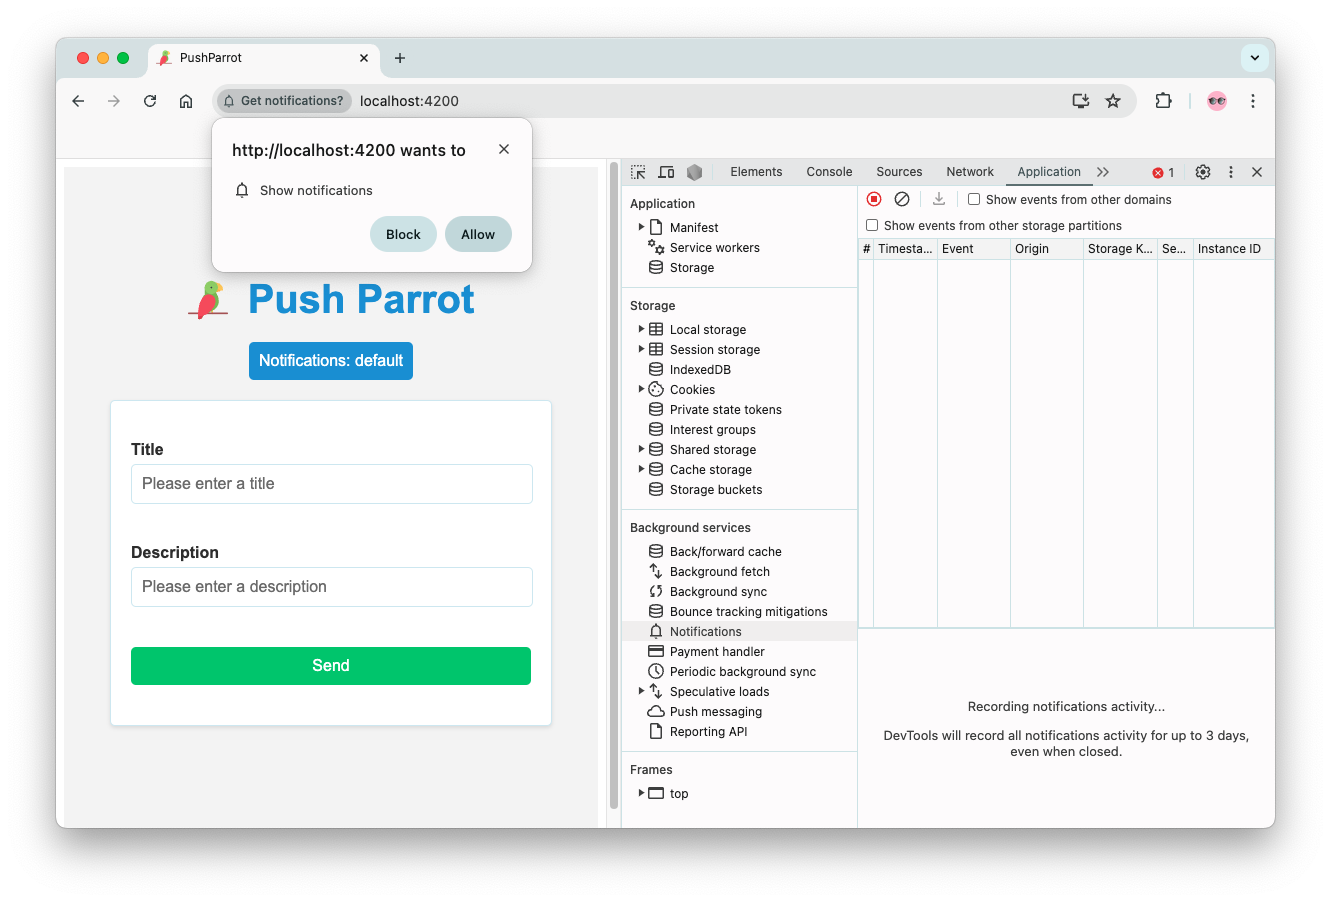 PushParrot
Get notifications?
localhost:4200
http://localhost:4200 wants to
Show notifications
Block
Allow
Push Parrot
Notifications: default
Title
Please enter a title
Description
Please enter a description
Send
Elements
Console
Sources
Network
Application
1
Application
Manifest
Service workers
Storage
Storage
Local storage
Session storage
IndexedDB
Cookies
Private state tokens
Interest groups
Shared storage
Cache storage
Storage buckets
Background services
Back/forward cache
Background fetch
Background sync
Bounce tracking mitigations
Notifications
Payment handler
Periodic background sync
Speculative loads
Push messaging
Reporting API
Frames
top
Show events from other domains
Show events from other storage partitions
# Timesta... Event Origin Storage K... Se... Instance ID
Recording notifications activity...
DevTools will record all notifications activity for up to 3 days,
even when closed.